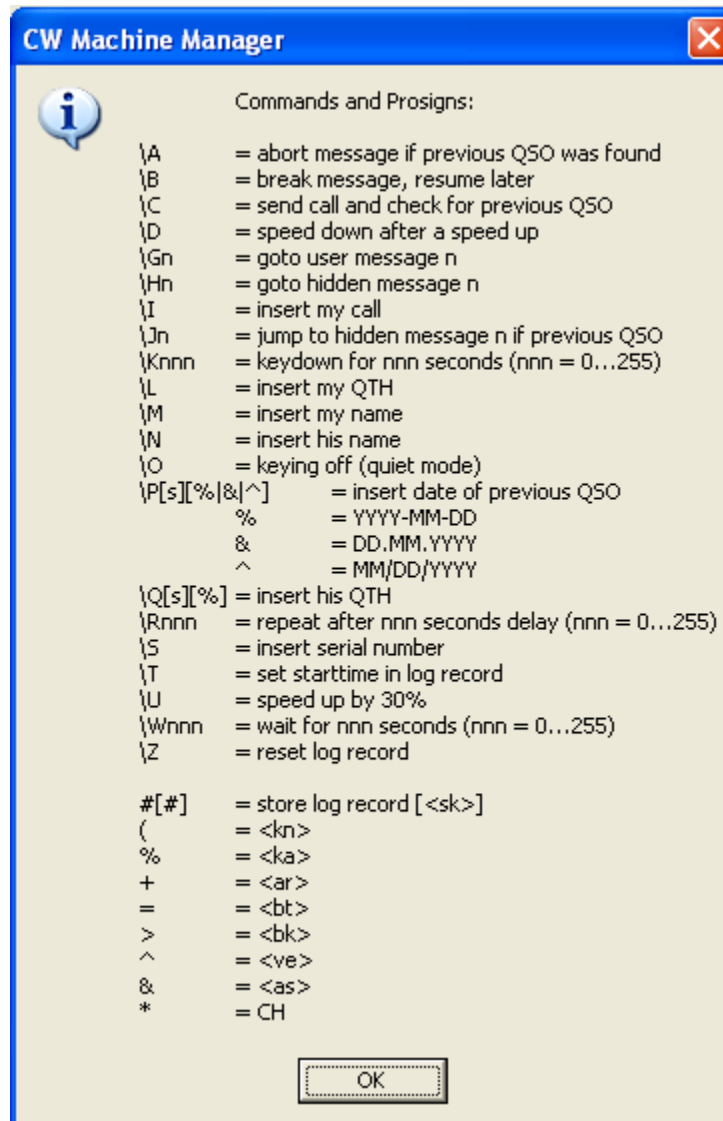 CW Machine Manager
Commands and Prosigns:
\A = abort message if previous QSO was found
\B = break message, resume later
\C = send call and check for previous QSO
\D = speed down after a speed up
\Gn = goto user message n
\Hn = goto hidden message n
\I = insert my call
\Jn = jump to hidden message n if previous QSO
\Knnn = keydown for nnn seconds (nnn = 0...255)
\L = insert my QTH
\M = insert my name
\N = insert his name
\O = keying off (quiet mode)
\P[s][%|&|^] = insert date of previous QSO
% = YYYY-MM-DD
& = DD.MM.YYYY
^ = MM/DD/YYYY
\Q[s][%] = insert his QTH
\Rnnn = repeat after nnn seconds delay (nnn = 0...255)
\S = insert serial number
\T = set starttime in log record
\U = speed up by 30%
\Wnnn = wait for nnn seconds (nnn = 0...255)
\Z = reset log record
#[#] = store log record [<sk>]
( = <kn>
% = <ka>
+ = <ar>
= = <bt>
> = <bk>
^ = <ve>
& = <as>
* = CH
OK